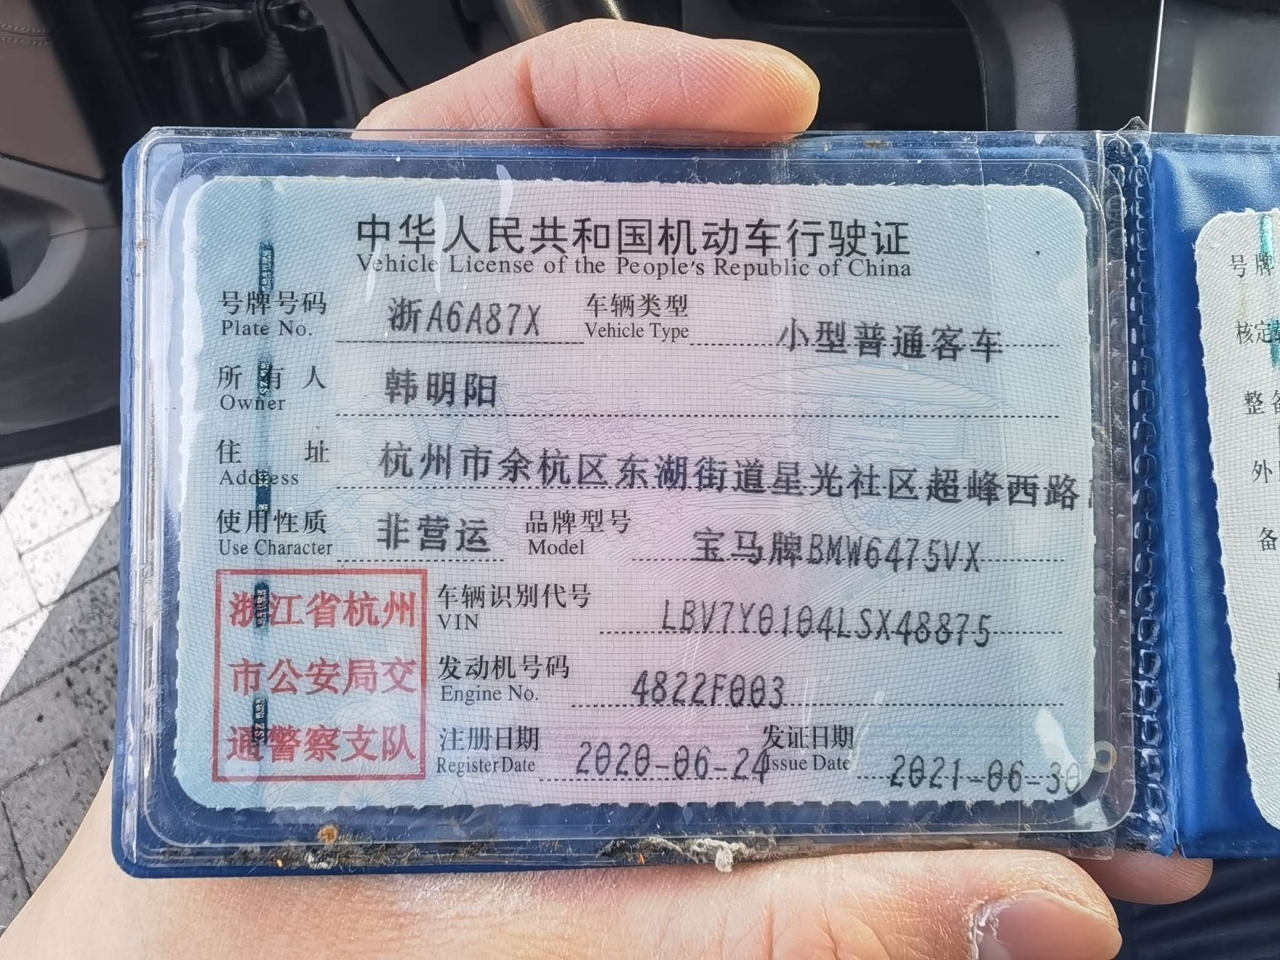 中华人民共和国机动车行驶证
Vehicle License of the People's Republic of China
号牌号码 浙A6A87X 车辆类型 小型普通客车
Plate No. Vehicle Type
所有人 韩明阳
Owner
住址 杭州市余杭区东湖街道星光社区超峰西路
Address
使用性质 非营运 品牌型号 宝马牌BMW6475VX
Use Character Model
浙江省杭州
市公安局交
通警察支队
车辆识别代号 LBV7Y0104LSX48875
VIN
发动机号码 4822F003
Engine No.
注册日期 2020-06-24 发证日期 2021-06-30
Register Date Issue Date
号牌
核定
整备
外
备